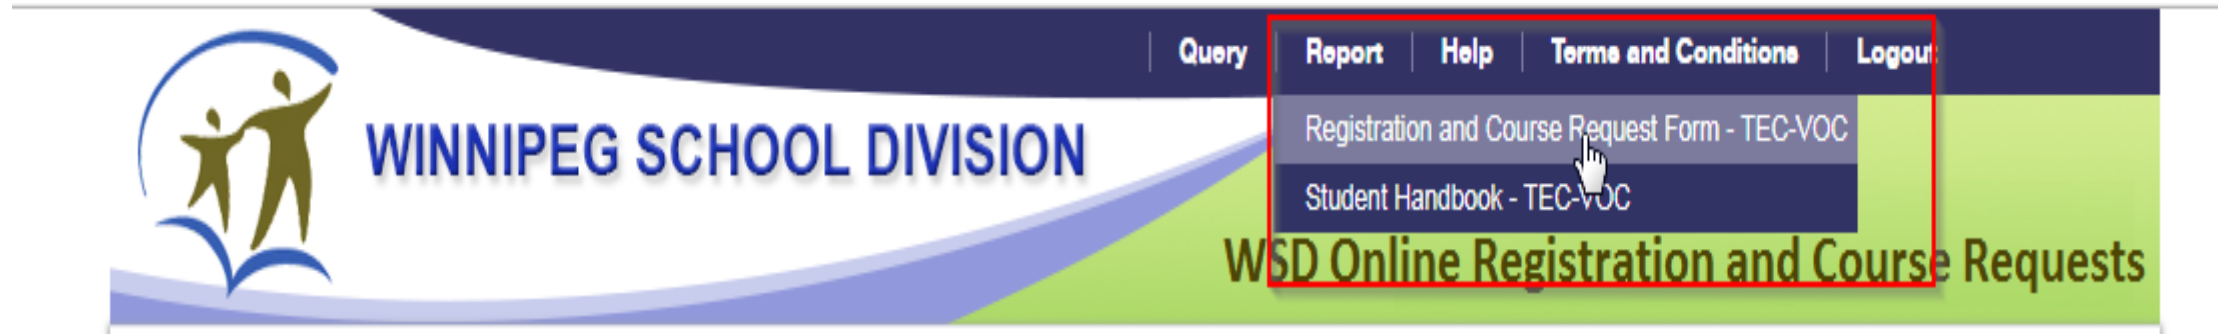 Query Report Help Terms and Conditions Logout
WINNIPEG SCHOOL DIVISION
Registration and Course Request Form - TEC-VOC
Student Handbook - TEC-VOC
WSD Online Registration and Course Requests